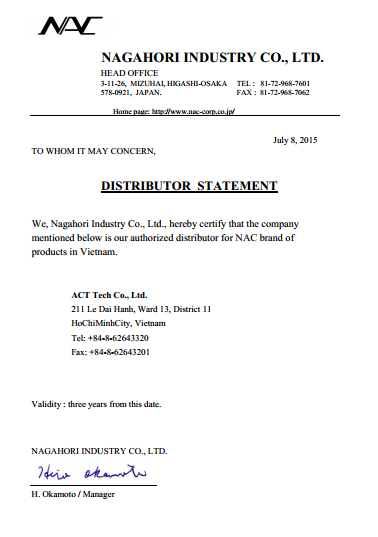 NAC
NAGAHORI INDUSTRY CO., LTD.
HEAD OFFICE
3-11-26, MIZUHAI, HIGASHI-OSAKA TEL : 81-72-968-7601
578-0921, JAPAN. FAX : 81-72-968-7062
Home page: http://www.nac-corp.co.jp/
July 8, 2015
TO WHOM IT MAY CONCERN,
DISTRIBUTOR STATEMENT
We, Nagahori Industry Co., Ltd., hereby certify that the company
mentioned below is our authorized distributor for NAC brand of
products in Vietnam.
ACT Tech Co., Ltd.
211 Le Dai Hanh, Ward 13, District 11
HoChiMinhCity, Vietnam
Tel: +84-8-62643320
Fax: +84-8-62643201
Validity : three years from this date.
NAGAHORI INDUSTRY CO., LTD.
Hiro Okamoto
H. Okamoto / Manager